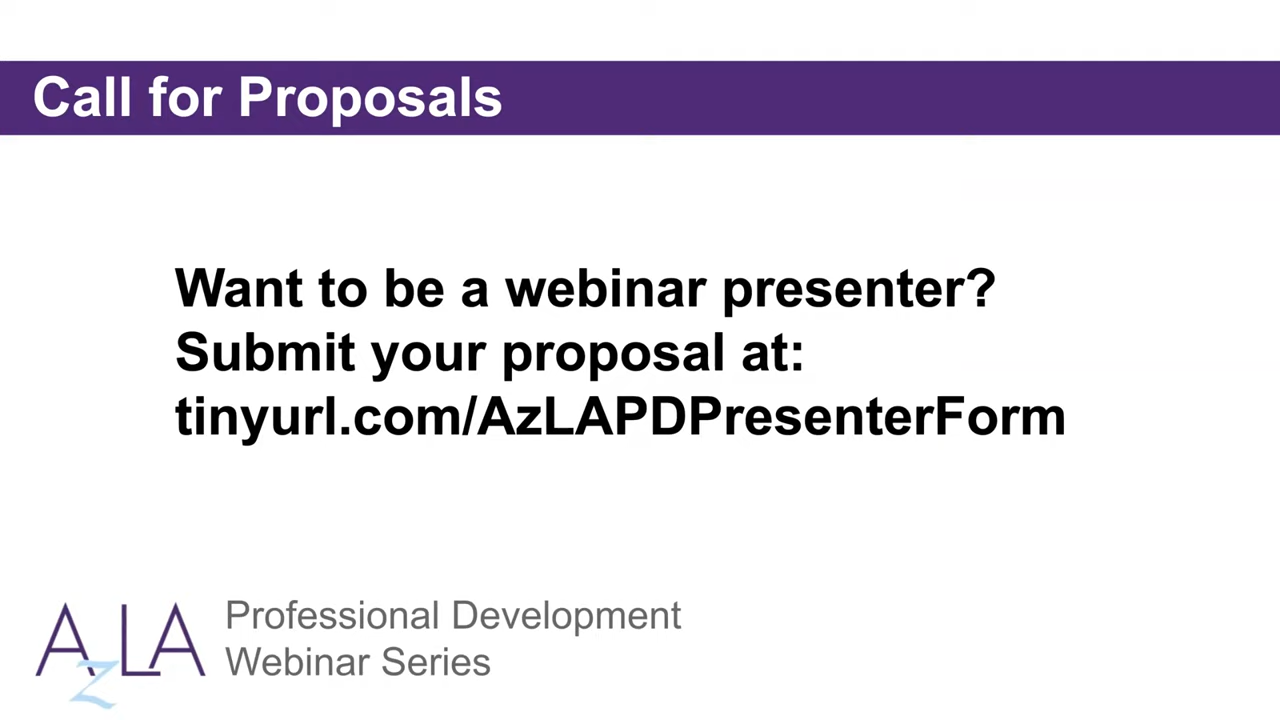 Call for Proposals
Want to be a webinar presenter?
Submit your proposal at:
tinyurl.com/AzLAPDPresenterForm
AzLA
Professional Development
Webinar Series